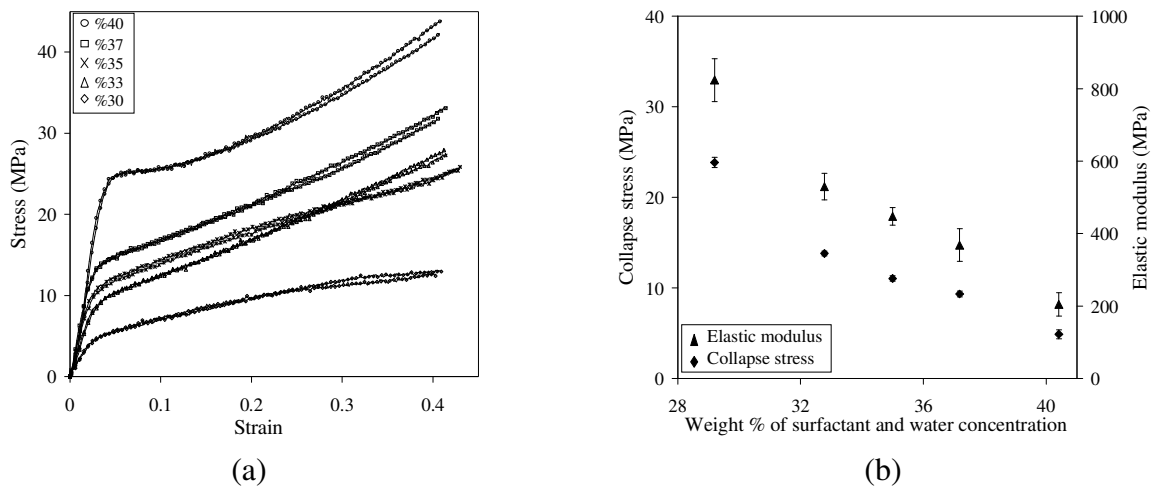 %40
%37
%35
%33
%30
40
30
20
10
0
Stress (MPa)
0 0.1 0.2 0.3 0.4
Strain
(a)
40
30
20
10
0
Collapse stress (MPa)
1000
800
600
400
200
0
Elastic modulus (MPa)
Elastic modulus
Collapse stress
28 32 36 40
Weight % of surfactant and water concentration
(b)